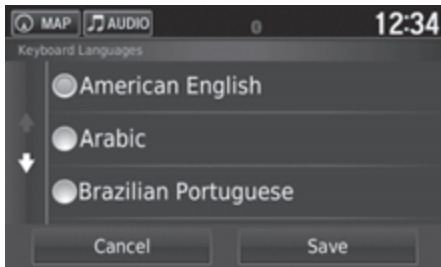 MAP AUDIO 0 12:34
Keyboard Languages
American English
Arabic
Brazilian Portuguese
Cancel Save